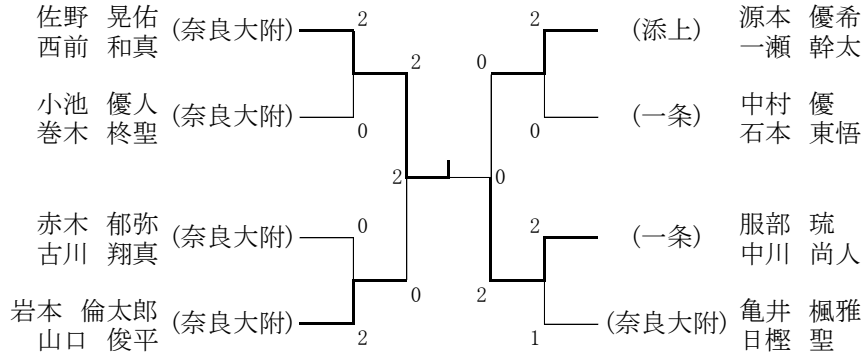 佐野 晃佑
西前 和真
(奈良大附)
2
小池 優人
巻木 柊聖
(奈良大附)
0
2
赤木 郁弥
古川 翔真
(奈良大附)
0
岩本 倫太郎
山口 俊平
(奈良大附)
2
0
2
0
源本 優希
一瀬 幹太
(添上)
2
中村 優
石本 東悟
(一条)
0
0
服部 琉
中川 尚人
(一条)
2
亀井 楓雅
日樫 聖
(奈良大附)
1
2